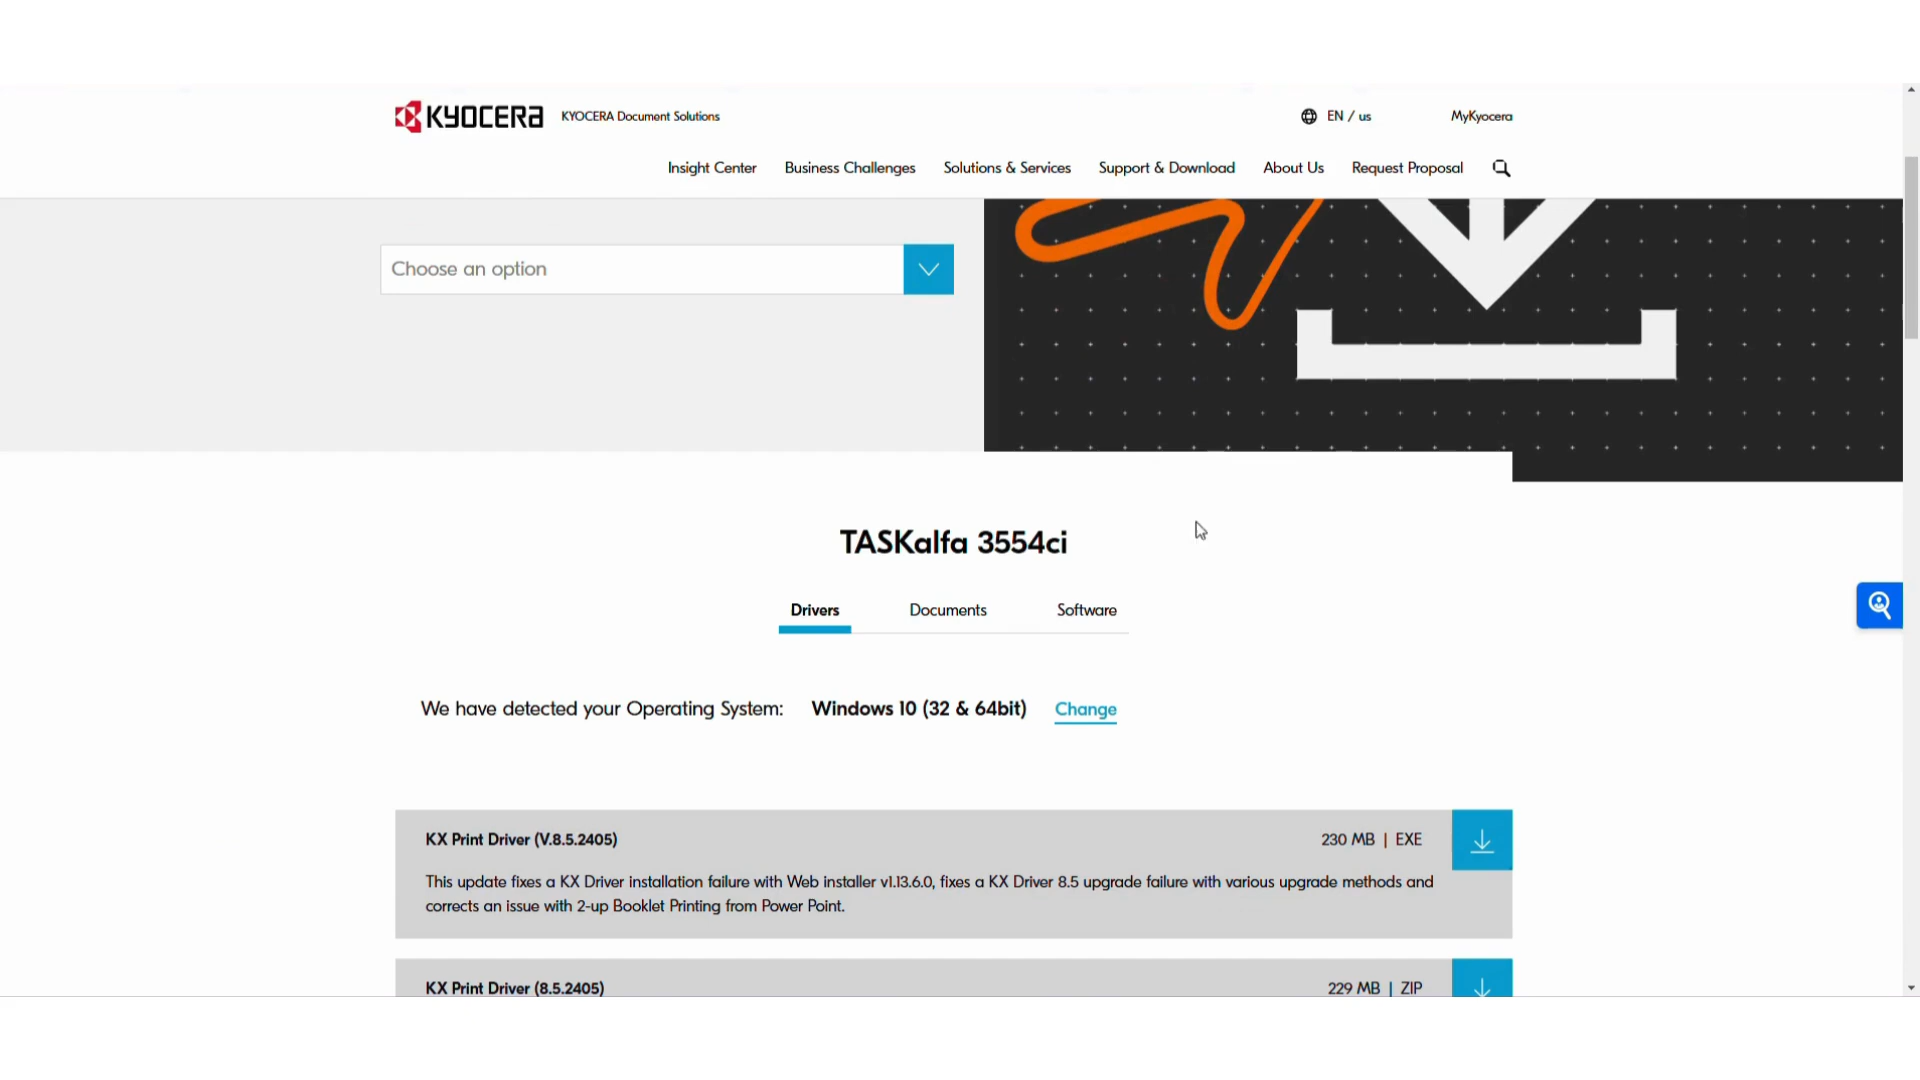 KYOCERA KYOCERA Document Solutions EN / us MyKyocera
Insight Center Business Challenges Solutions & Services Support & Download About Us Request Proposal
Choose an option
TASKalfa 3554ci
Drivers Documents Software
We have detected your Operating System: Windows 10 (32 & 64bit) Change
KX Print Driver (V.8.5.2405) 230 MB | EXE
This update fixes a KX Driver installation failure with Web installer v1.13.6.0, fixes a KX Driver 8.5 upgrade failure with various upgrade methods and
corrects an issue with 2-up Booklet Printing from Power Point.
KX Print Driver (8.5.2405) 229 MB | ZIP